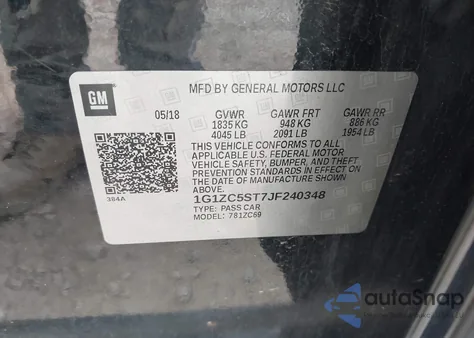 GM
MFD BY GENERAL MOTORS LLC
05/18 GVWR GAWR FRT GAWR RR
1835 KG 948 KG 886 KG
4045 LB 2091 LB 1954 LB
THIS VEHICLE CONFORMS TO ALL
APPLICABLE U.S. FEDERAL MOTOR
VEHICLE SAFETY, BUMPER, AND THEFT
PREVENTION STANDARDS IN EFFECT
ON THE DATE OF MANUFACTURE
SHOWN ABOVE.
384A
1G1ZC5ST7JF240348
TYPE: PASS CAR
MODEL: 781ZC69
autoSnap